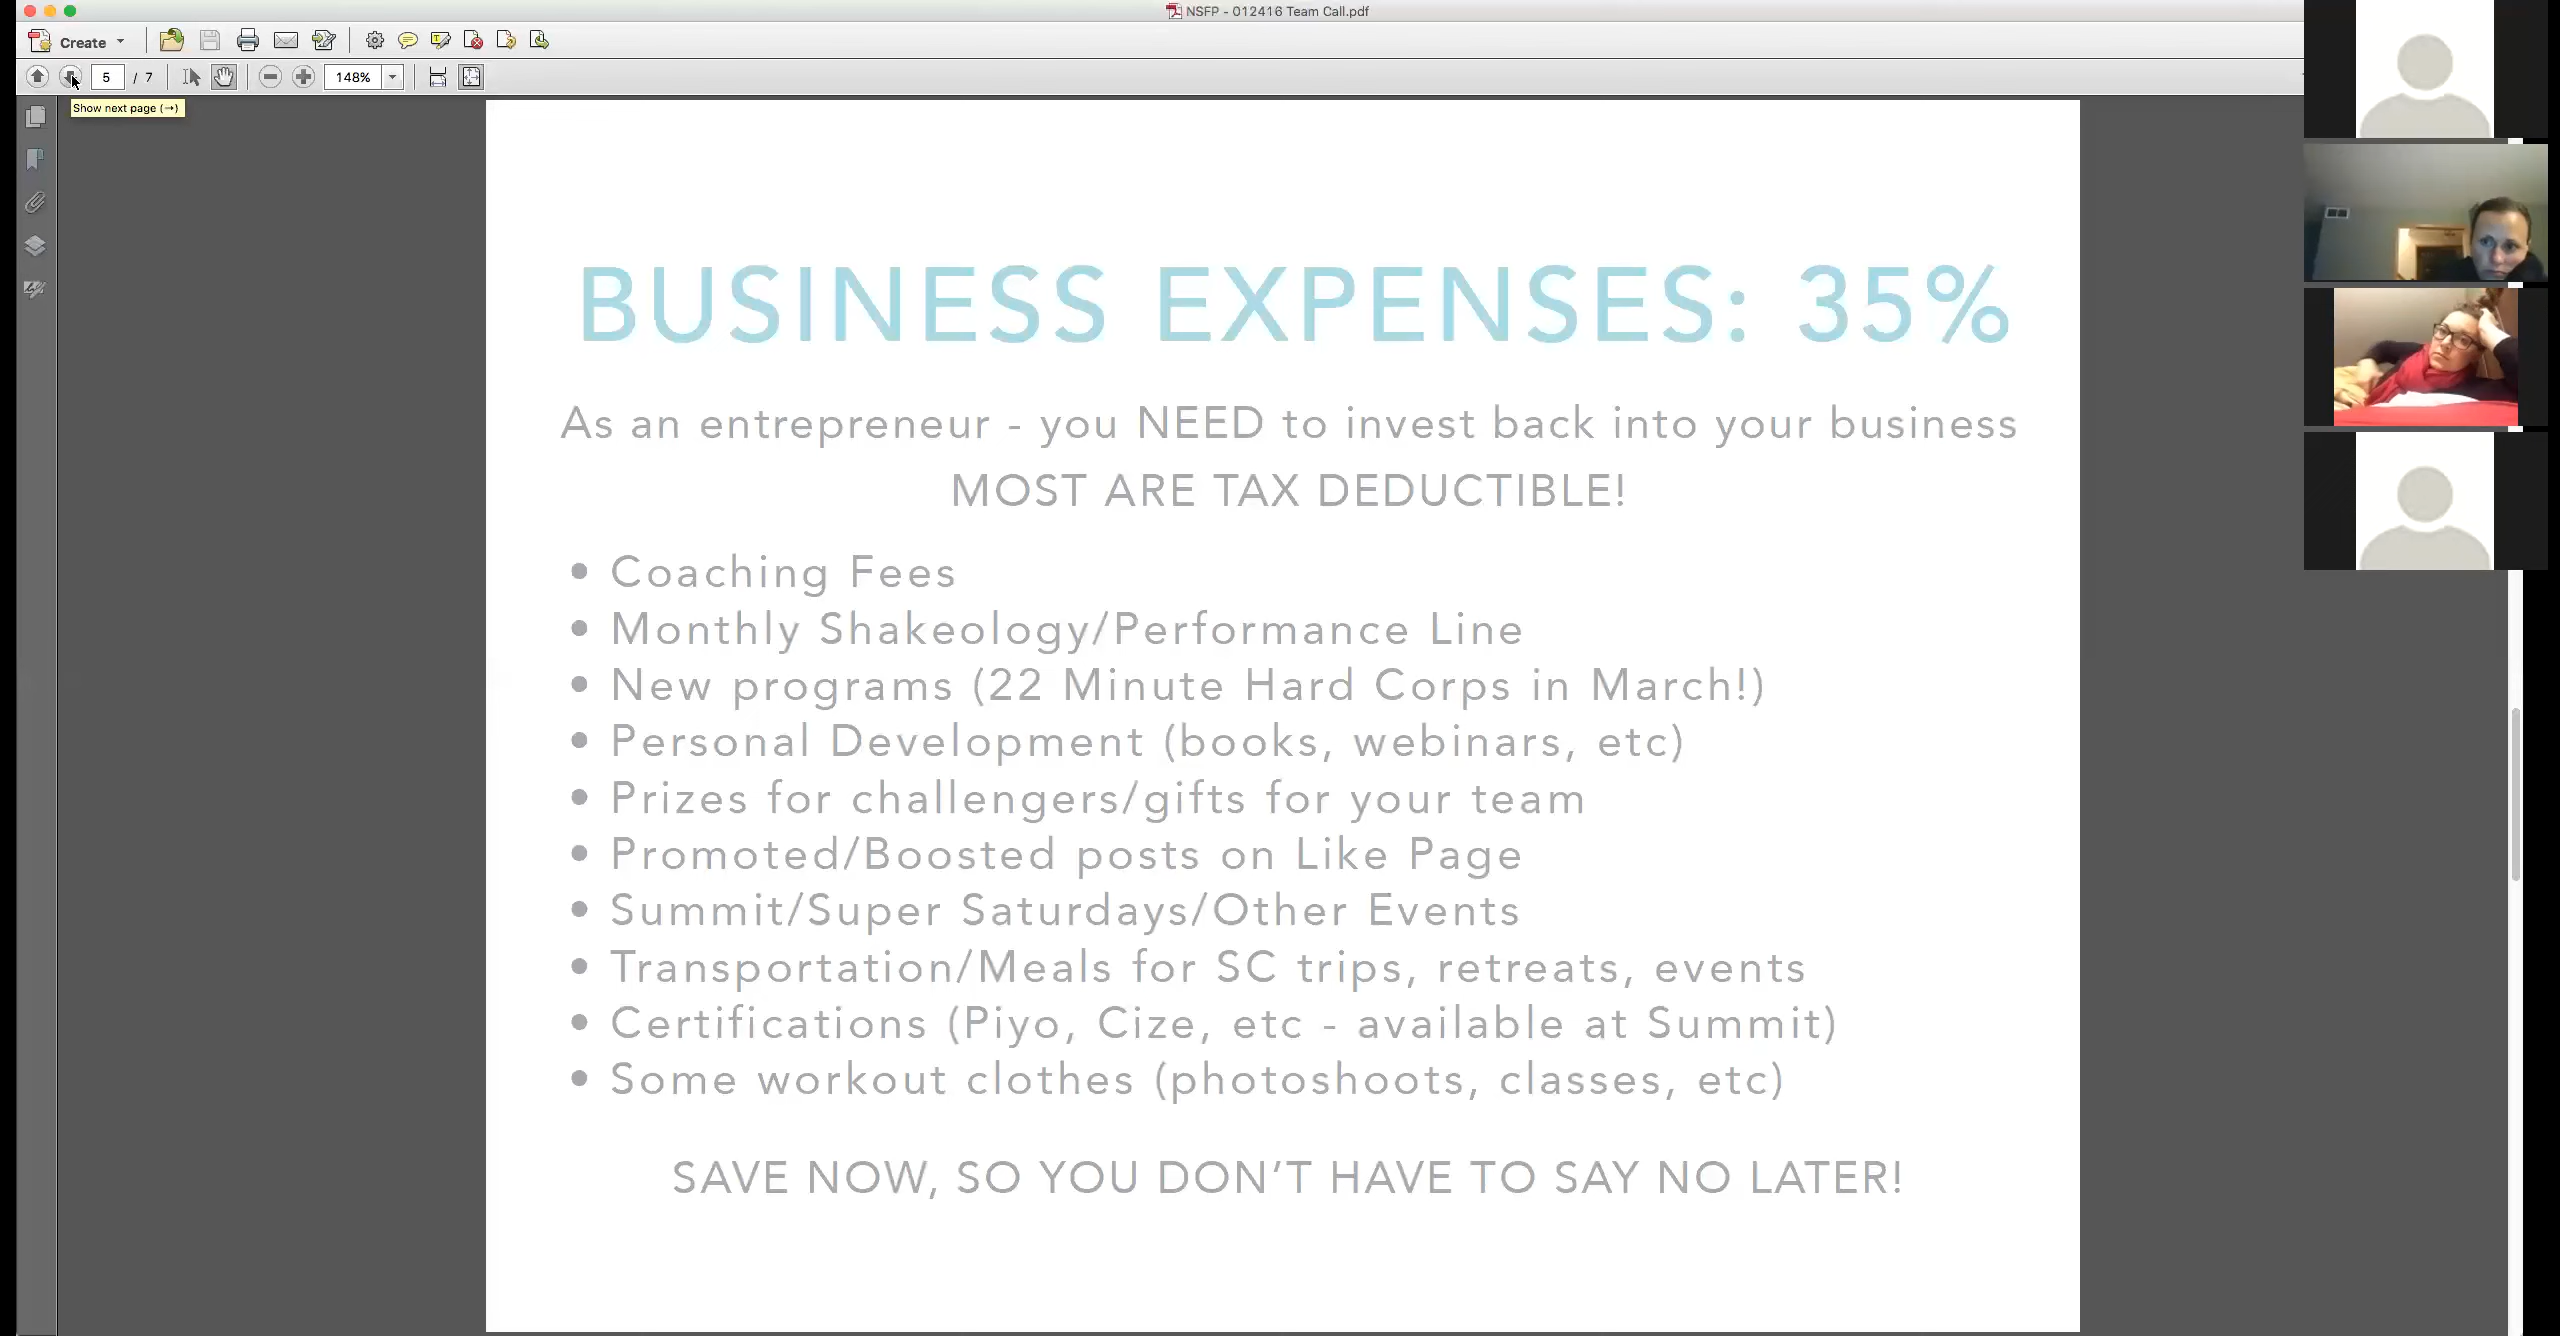 NSFP - 012416 Team Call.pdf
Create
5 / 7 148%
Show next page (→)
BUSINESS EXPENSES: 35%
As an entrepreneur - you NEED to invest back into your business
MOST ARE TAX DEDUCTIBLE!
• Coaching Fees
• Monthly Shakeology/Performance Line
• New programs (22 Minute Hard Corps in March!)
• Personal Development (books, webinars, etc)
• Prizes for challengers/gifts for your team
• Promoted/Boosted posts on Like Page
• Summit/Super Saturdays/Other Events
• Transportation/Meals for SC trips, retreats, events
• Certifications (Piyo, Cize, etc - available at Summit)
• Some workout clothes (photoshoots, classes, etc)
SAVE NOW, SO YOU DON'T HAVE TO SAY NO LATER!